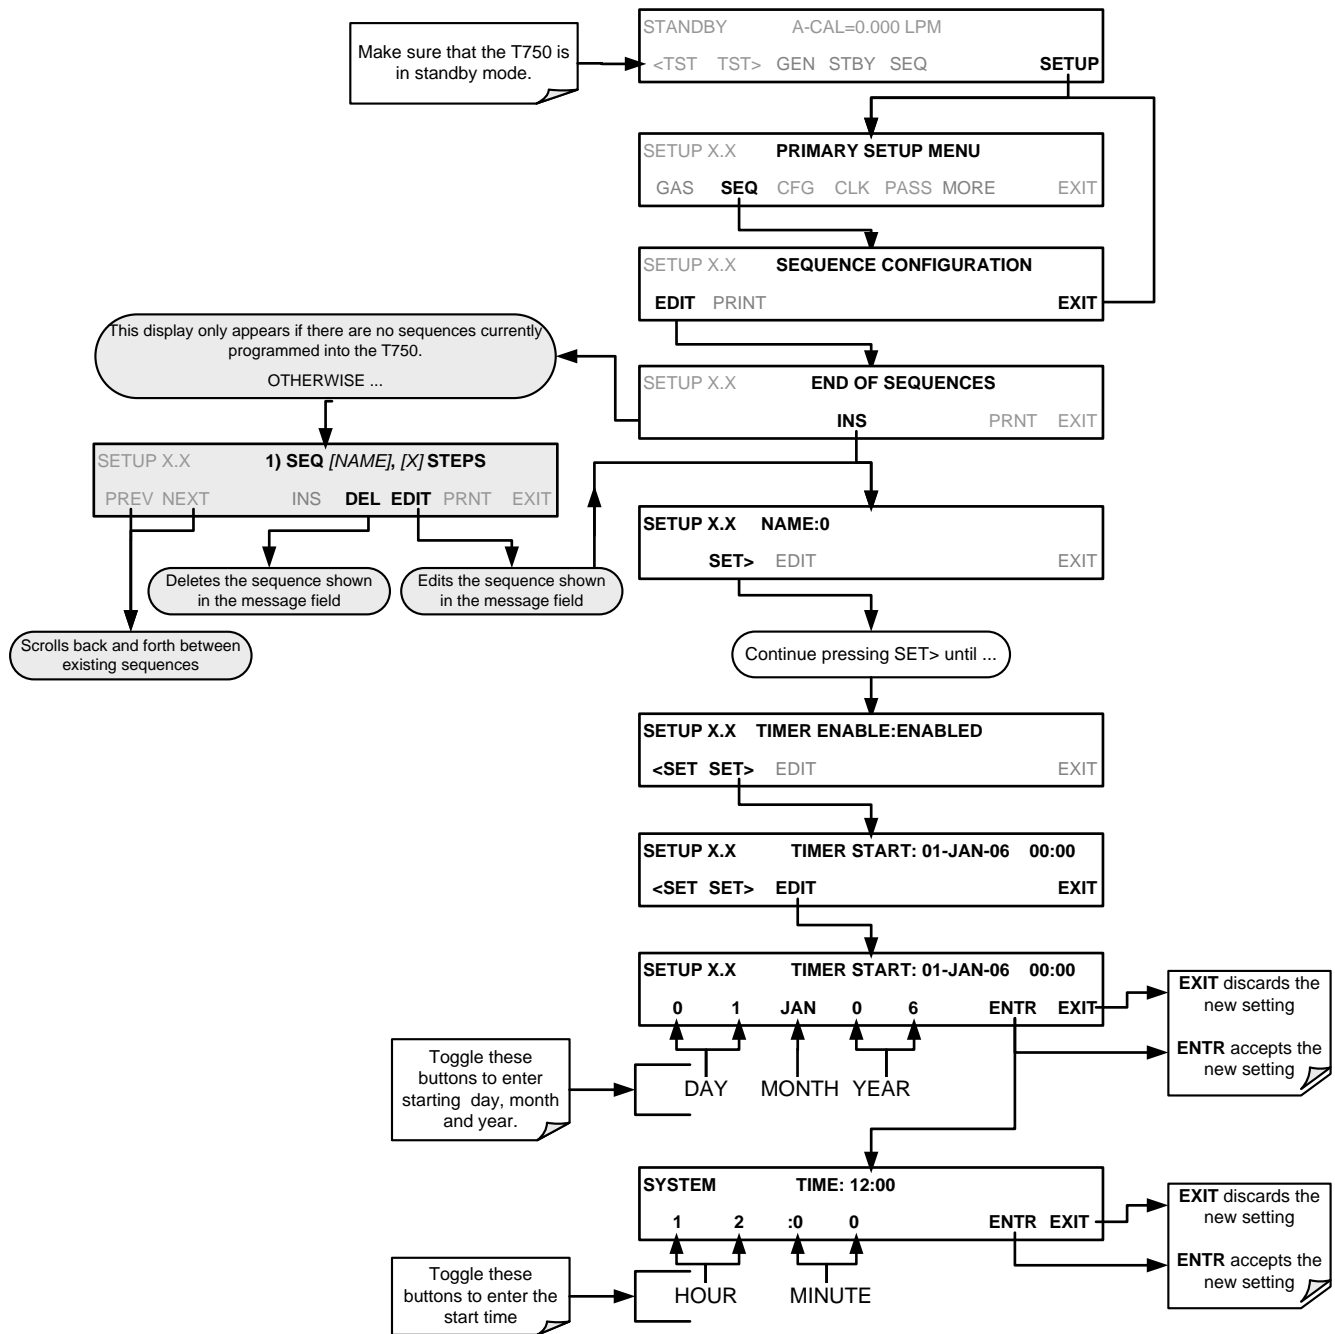 Make sure that the T750 is
in standby mode.
STANDBY A-CAL=0.000 LPM
<TST TST> GEN STBY SEQ SETUP
SETUP X.X PRIMARY SETUP MENU
GAS SEQ CFG CLK PASS MORE EXIT
SETUP X.X SEQUENCE CONFIGURATION
EDIT PRINT EXIT
This display only appears if there are no sequences currently
programmed into the T750.
OTHERWISE ...
SETUP X.X END OF SEQUENCES
INS PRNT EXIT
SETUP X.X 1) SEQ [NAME], [X] STEPS
PREV NEXT INS DEL EDIT PRNT EXIT
Deletes the sequence shown
in the message field
Edits the sequence shown
in the message field
Scrolls back and forth between
existing sequences
SETUP X.X NAME:0
SET> EDIT EXIT
Continue pressing SET> until ...
SETUP X.X TIMER ENABLE:ENABLED
<SET SET> EDIT EXIT
SETUP X.X TIMER START: 01-JAN-06 00:00
<SET SET> EDIT EXIT
SETUP X.X TIMER START: 01-JAN-06 00:00
0 1 JAN 0 6 ENTR EXIT
EXIT discards the
new setting
ENTR accepts the
new setting
Toggle these
buttons to enter
starting day, month
and year.
DAY MONTH YEAR
SYSTEM TIME: 12:00
1 2 :0 0 ENTR EXIT
EXIT discards the
new setting
ENTR accepts the
new setting
Toggle these
buttons to enter the
start time
HOUR MINUTE